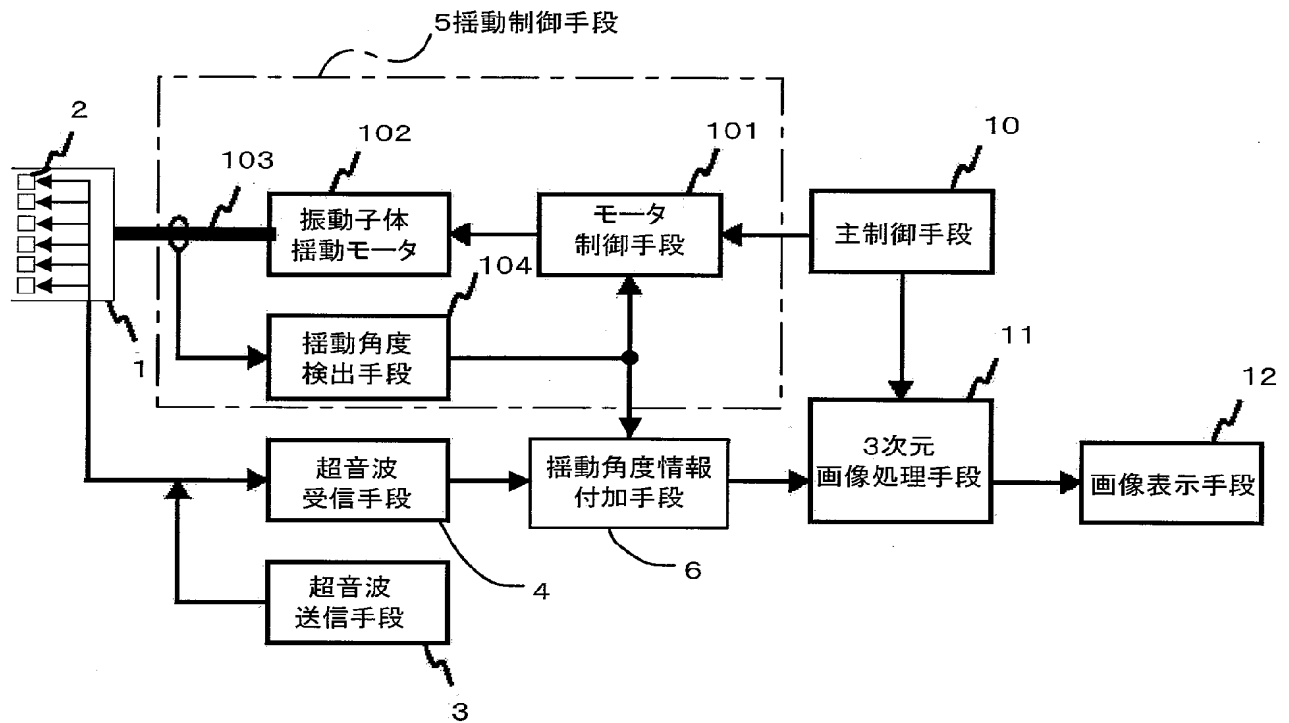 5揺動制御手段
2
103
102
101
10
振動子体
揺動モータ
モータ
制御手段
主制御手段
104
1
揺動角度
検出手段
11
12
超音波
受信手段
揺動角度情報
付加手段
3次元
画像処理手段
画像表示手段
4
6
超音波
送信手段
3